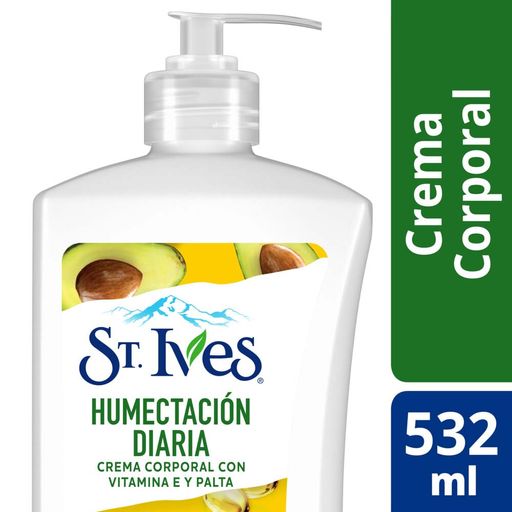 ST. Ives®
HUMECTACIÓN
DIARIA
CREMA CORPORAL CON
VITAMINA E Y PALTA
Crema
Corporal
532
ml